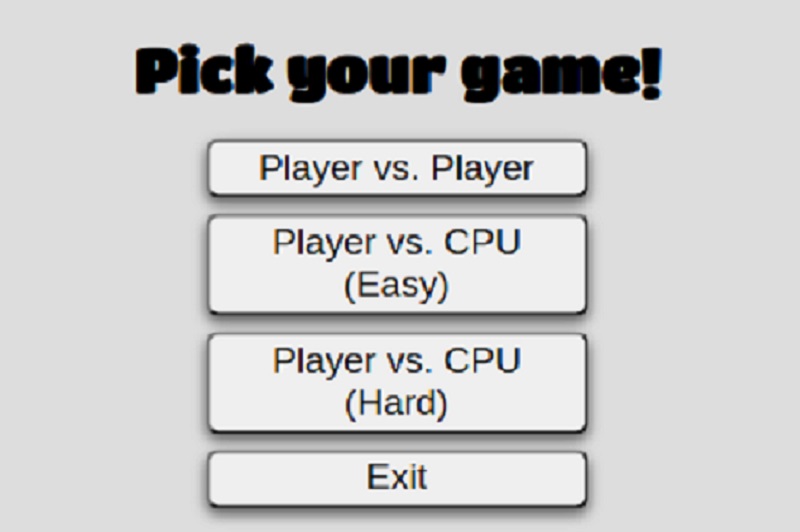 Pick your game!
Player vs. Player
Player vs. CPU
(Easy)
Player vs. CPU
(Hard)
Exit